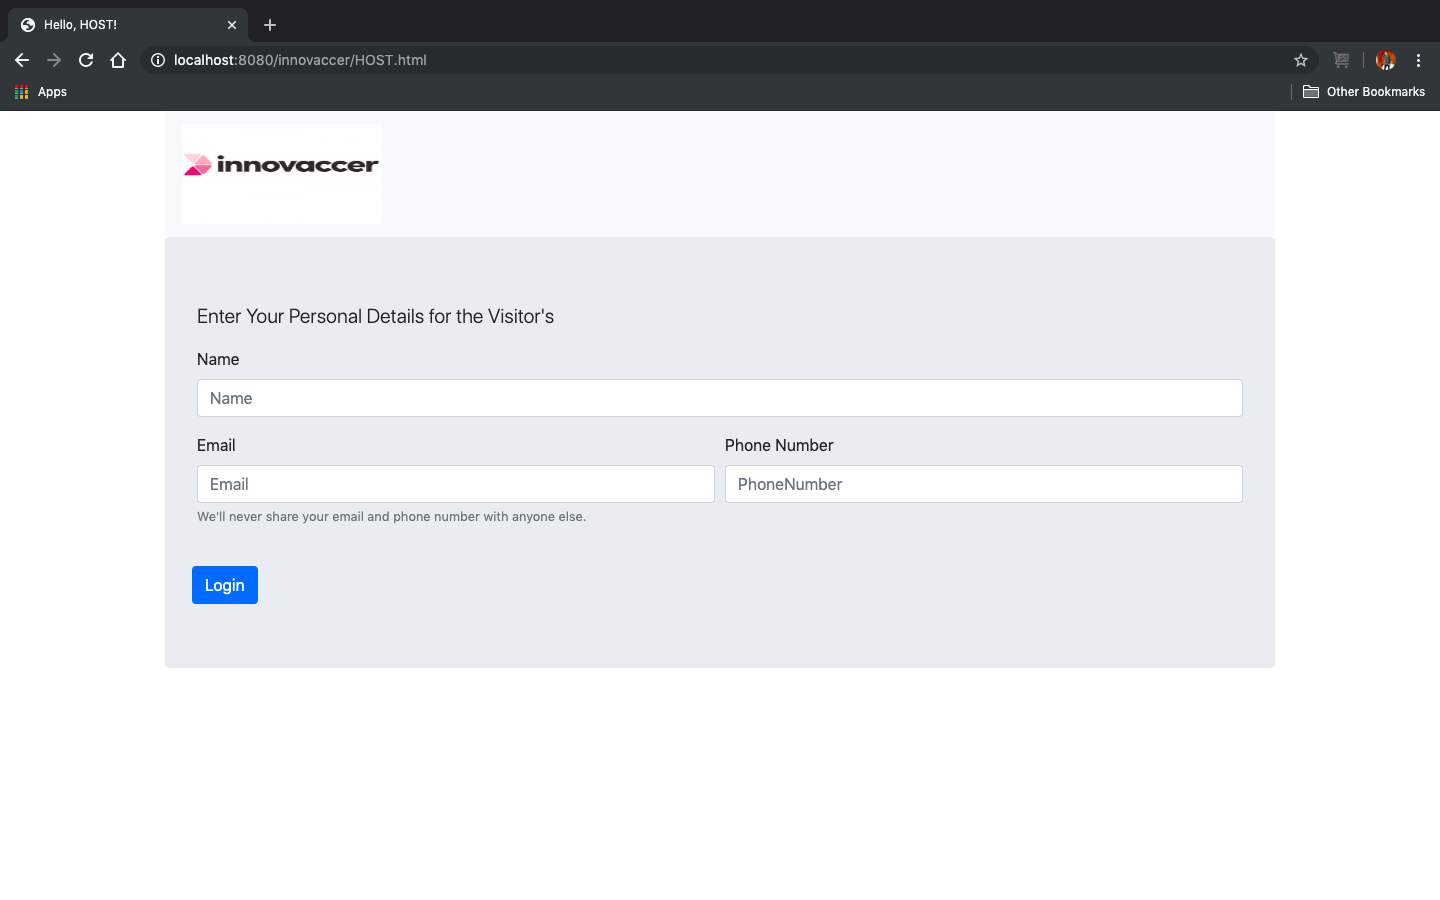 Hello, HOST!
localhost:8080/innovaccer/HOST.html
Apps
Other Bookmarks
innovaccer
Enter Your Personal Details for the Visitor's
Name
Name
Email Phone Number
Email PhoneNumber
We'll never share your email and phone number with anyone else.
Login